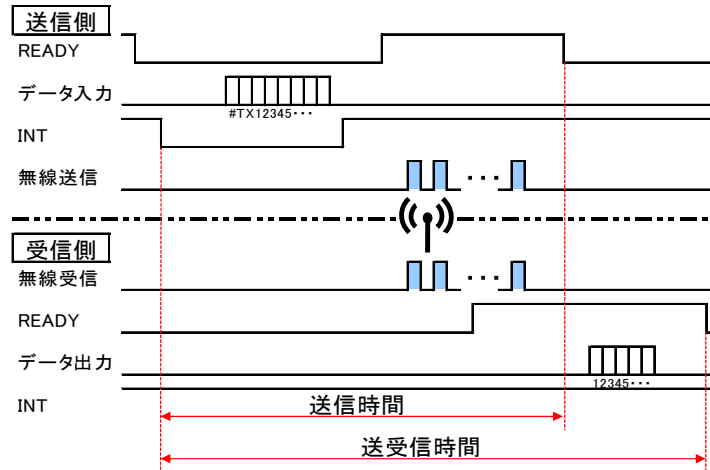 送信側
READY
データ入力
#TX12345・・・
INT
無線送信
・・・
受信側
無線受信
・・・
READY
データ出力
12345・・・
INT
送信時間
送受信時間